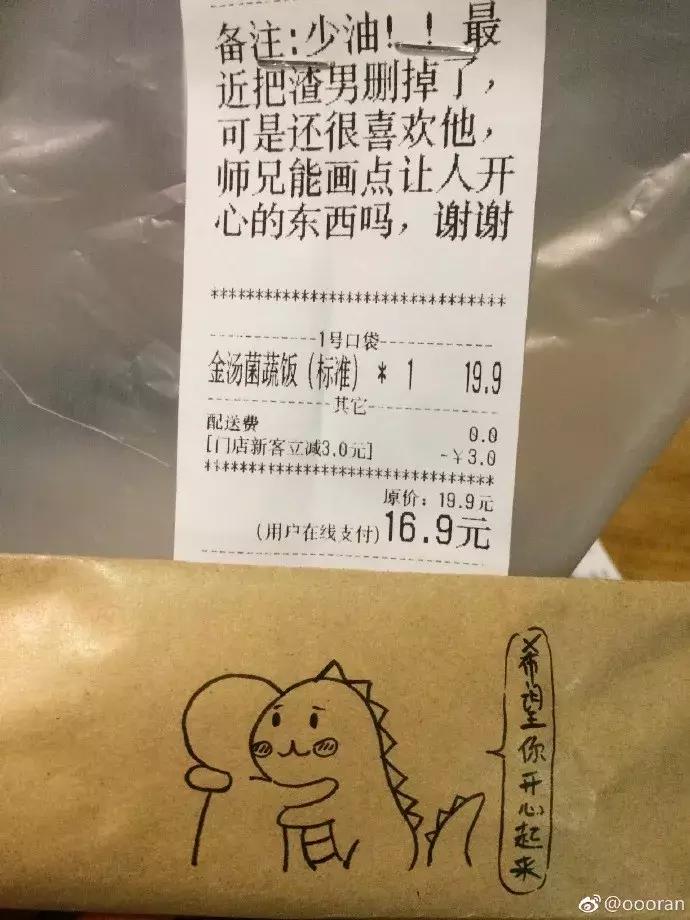 备注:少油！！最
近把渣男删掉了，
可是还很喜欢他，
师兄能画点让人开
心的东西吗，谢谢
********************************
1号口袋
金汤菌蔬饭(标准) * 1 19.9
其它
配送费 0.0
[门店新客立减3.0元] -￥3.0
********************************
原价：19.9元
(用户在线支付)16.9元
希望你开心起来
@oooran